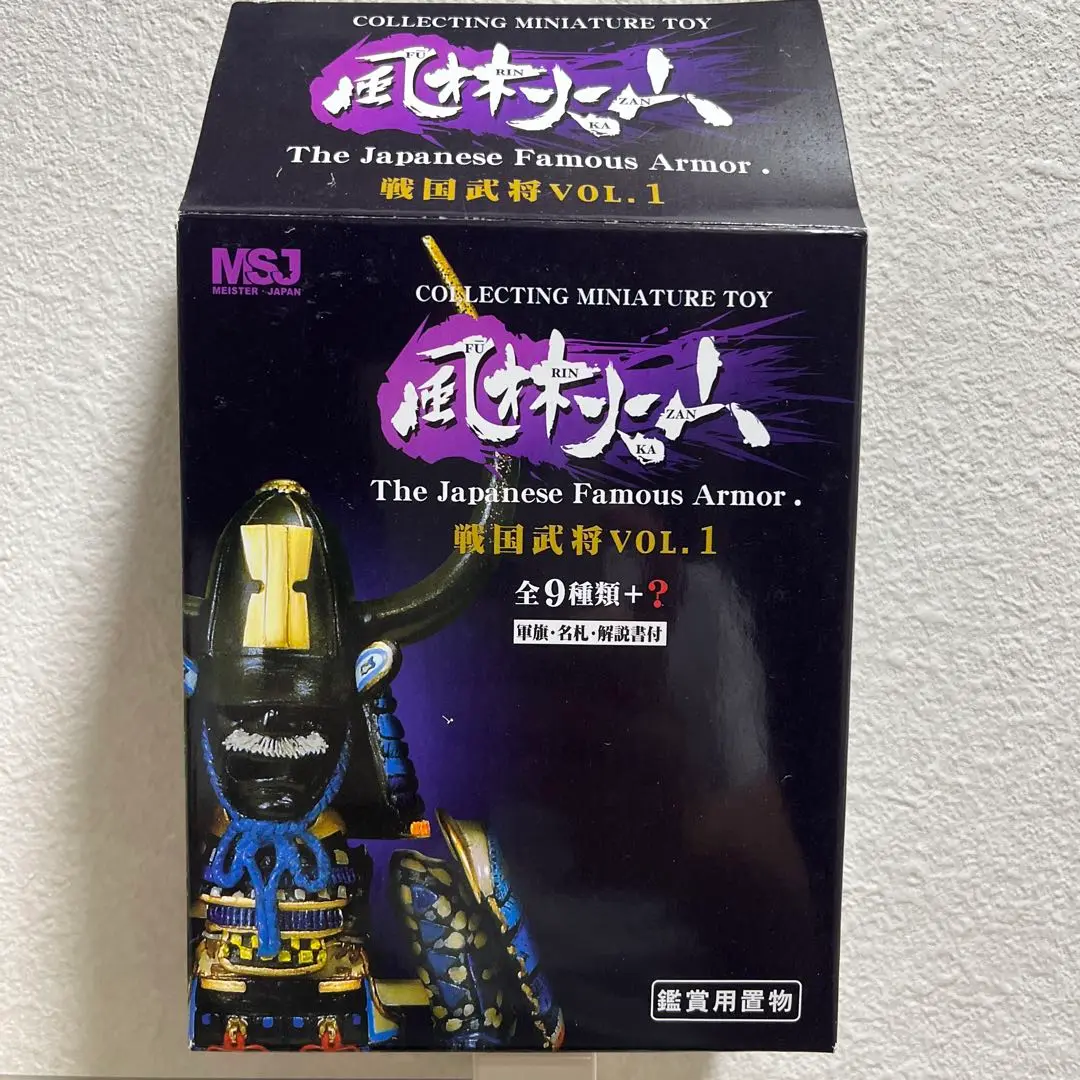 COLLECTING MINIATURE TOY
風林火山
FŪ RIN KA ZAN
The Japanese Famous Armor .
戦国武将VOL.1
MSJ
MEISTER・JAPAN
COLLECTING MINIATURE TOY
風林火山
FŪ RIN KA ZAN
The Japanese Famous Armor .
戦国武将VOL.1
全9種類+?
軍旗・名札・解説書付
鑑賞用置物